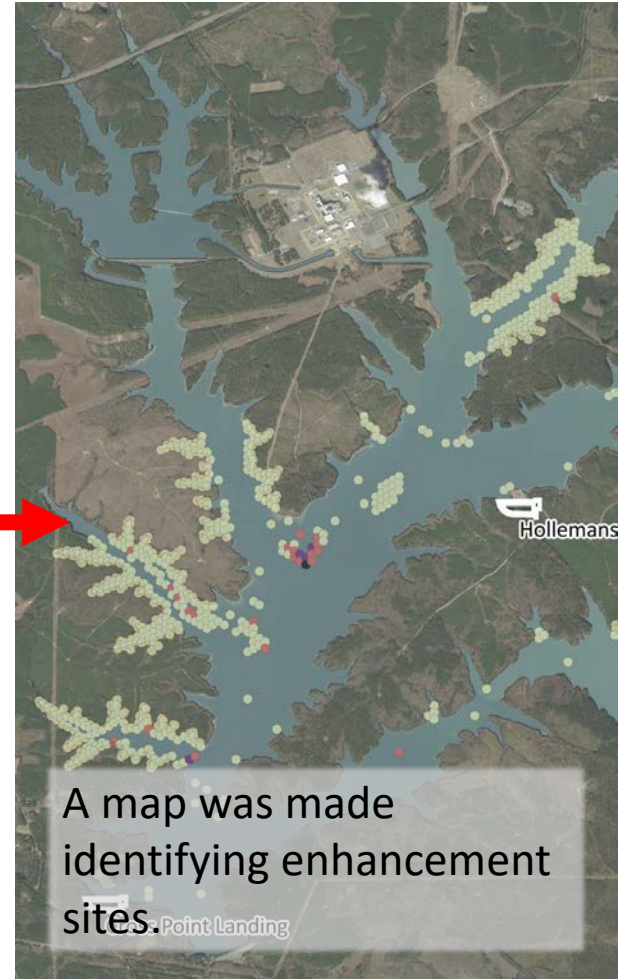 Hollemans
A map was made
identifying enhancement
sites.
Point Landing